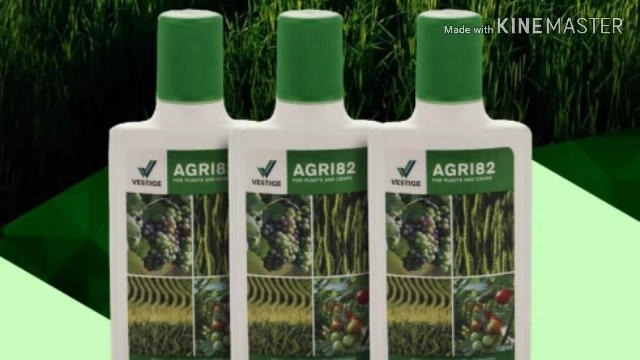 Made with KINEMASTER
VESTIGE
AGRI8
FOR PLANTS AND CROPS
VESTIGE
AGRI82
FOR PLANTS AND CROPS
VESTIGE
AGRI82
FOR PLANTS AND CROPS